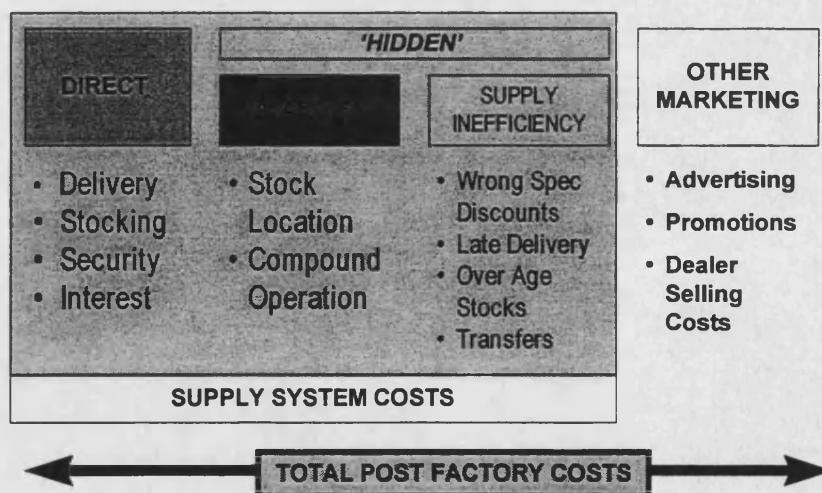 'HIDDEN'
DIRECT
SUPPLY
INEFFICIENCY
OTHER
MARKETING
• Delivery
• Stocking
• Security
• Interest
• Stock
Location
• Compound
Operation
• Wrong Spec
Discounts
• Late Delivery
• Over Age
Stocks
• Transfers
• Advertising
• Promotions
• Dealer
Selling
Costs
SUPPLY SYSTEM COSTS
TOTAL POST FACTORY COSTS